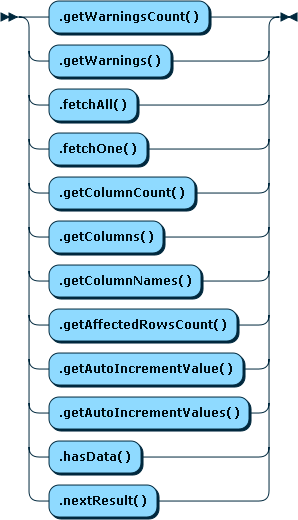 .getWarningsCount()
.getWarnings()
.fetchAll()
.fetchOne()
.getColumnCount()
.getColumns()
.getColumnNames()
.getAffectedRowsCount()
.getAutoIncrementValue()
.getAutoIncrementValues()
.hasData()
.nextResult()